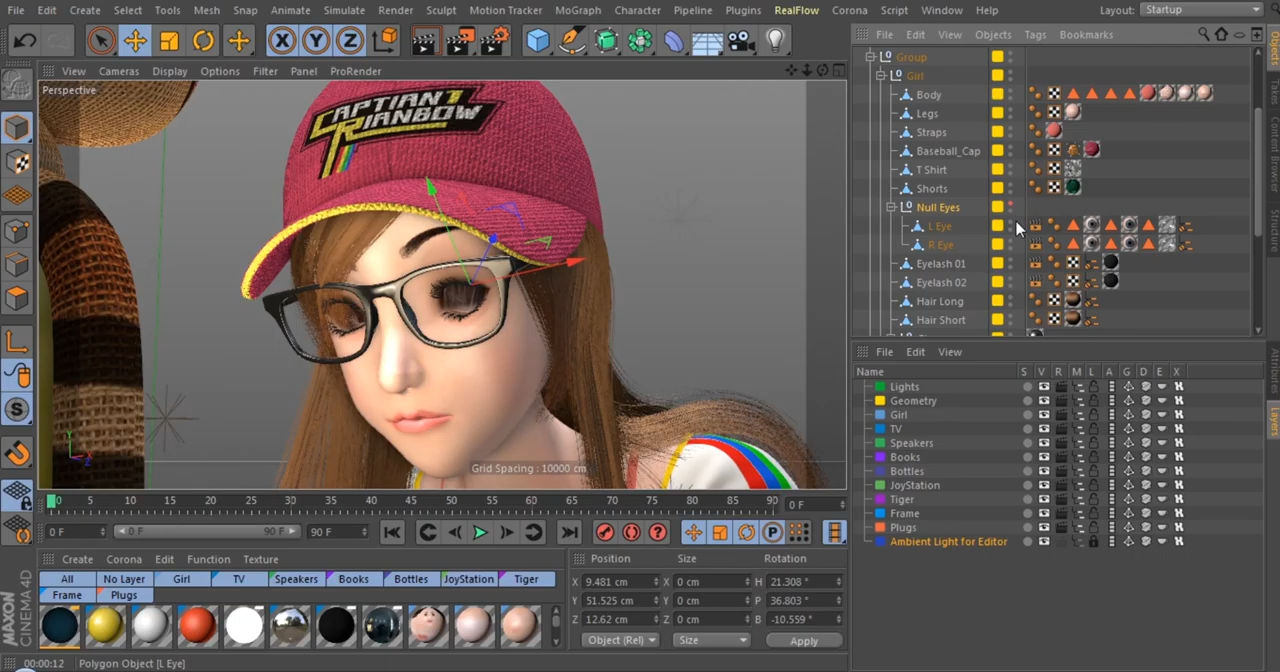 File Edit Create Select Tools Mesh Snap Animate Simulate Render Sculpt Motion Tracker MoGraph Character Pipeline Plugins RealFlow Corona Script Window Help Layout: Startup
X Y Z
File Edit View Objects Tags Bookmarks
View Cameras Display Options Filter Panel ProRender
Perspective
CAPTIAN
RIANBOW
Grid Spacing : 10000 cm
Group
Girl
Body
Legs
Straps
Baseball_Cap
T Shirt
Shorts
Null Eyes
L Eye
R Eye
Eyelash 01
Eyelash 02
Hair Long
Hair Short
Objects
Takes
Content Browser
Structure
Attributes
Layers
File Edit View
Name S V R M L A G D E X
Lights
Geometry
Girl
TV
Speakers
Books
Bottles
JoyStation
Tiger
Frame
Plugs
Ambient Light for Editor
0 5 10 15 20 25 30 35 40 45 50 55 60 65 70 75 80 85 90 0 F
0 F 0 F 90 F 90 F
Create Corona Edit Function Texture
All No Layer Girl TV Speakers Books Bottles JoyStation Tiger
Frame Plugs
Position Size Rotation
X 9.481 cm X 0 cm H 21.308 °
Y 51.525 cm Y 0 cm P 36.803 °
Z 12.62 cm Z 0 cm B -10.559 °
Object (Rel) Size Apply
MAXON
CINEMA4D
00:00:12 Polygon Object [L Eye]